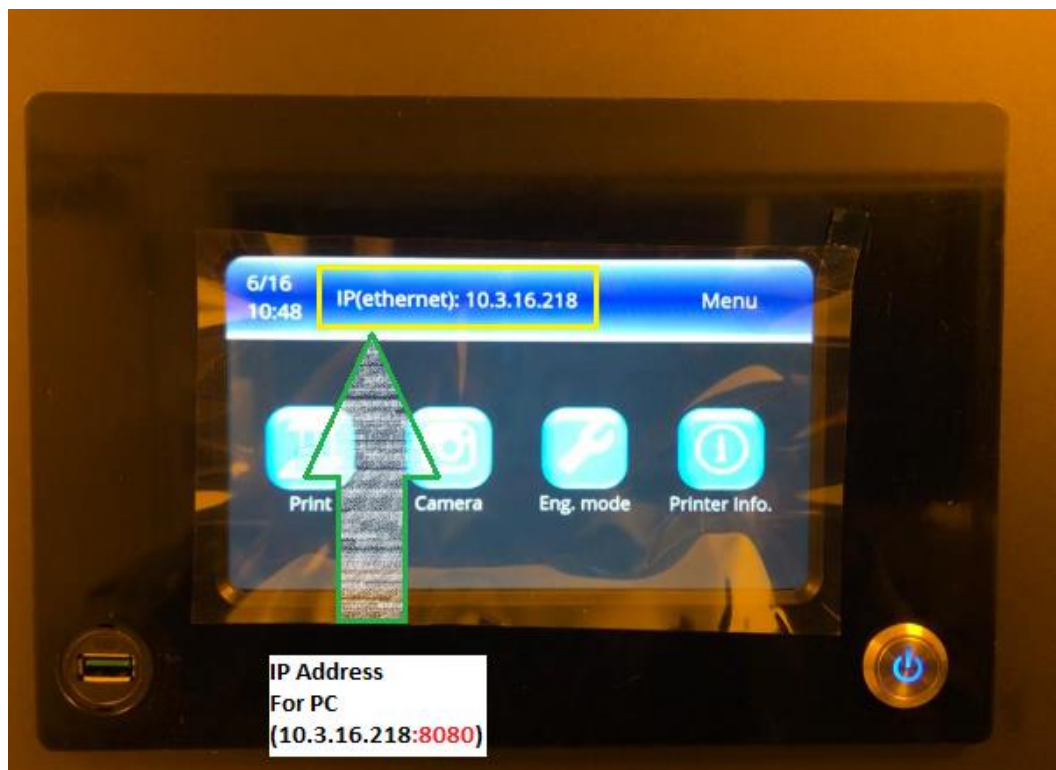 6/16
10:48
IP(ethernet): 10.3.16.218
Menu
Print
Camera
Eng. mode
Printer Info.
IP Address
For PC
(10.3.16.218:8080)